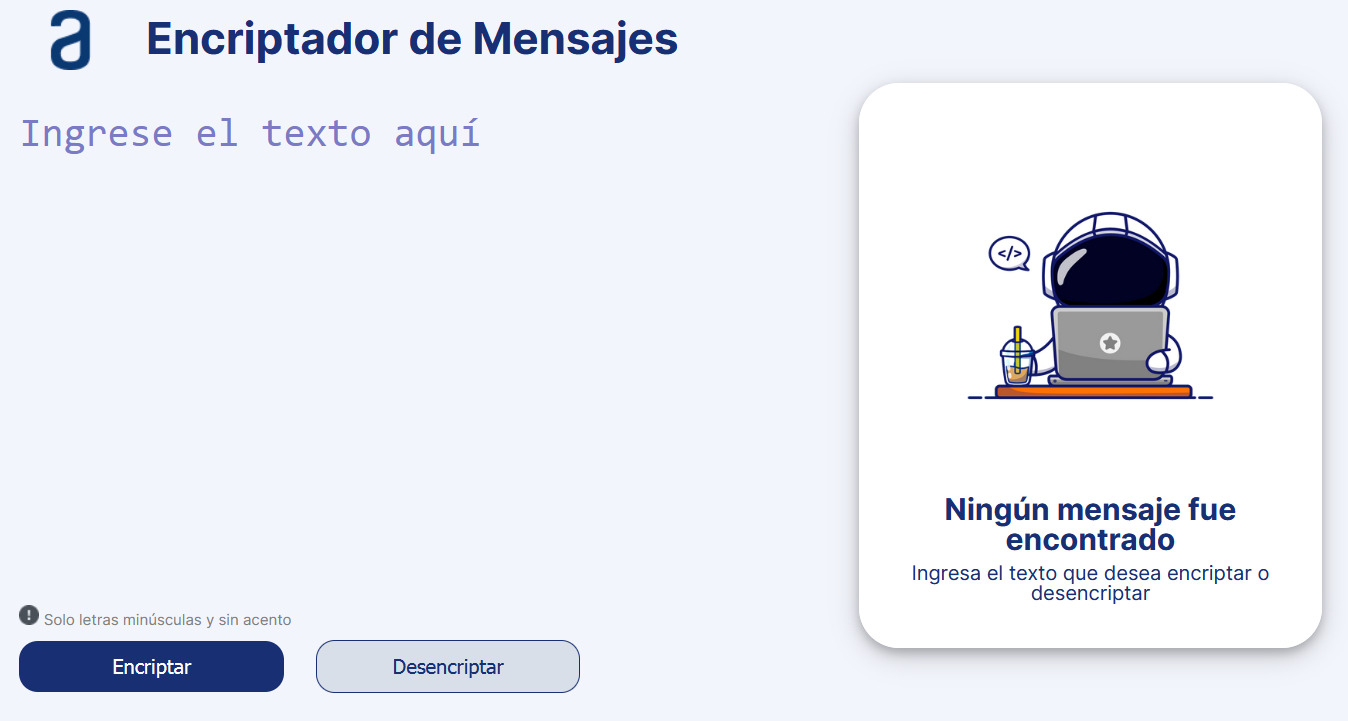 a
Encriptador de Mensajes
Ingrese el texto aquí
</>
Ningún mensaje fue
encontrado
Ingresa el texto que desea encriptar o
desencriptar
! Solo letras minúsculas y sin acento
Encriptar
Desencriptar